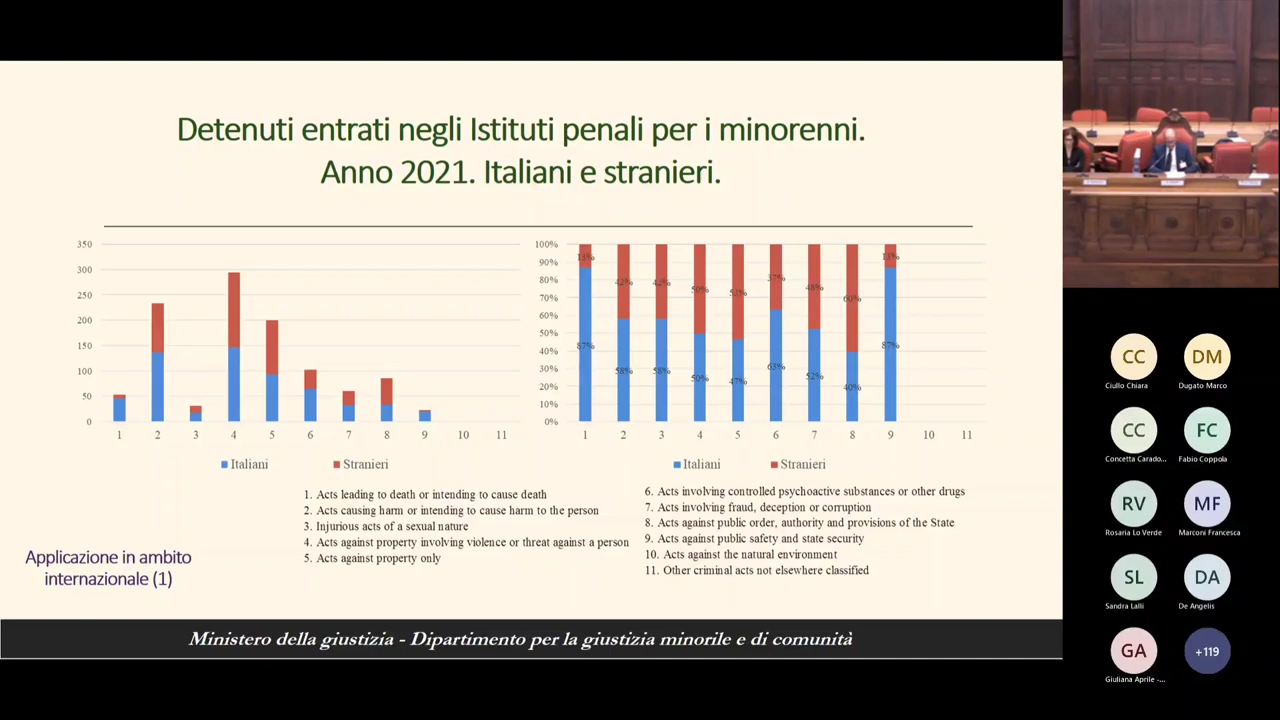 Detenuti entrati negli Istituti penali per i minorenni.
Anno 2021. Italiani e stranieri.
350
300
250
200
150
100
50
0
1 2 3 4 5 6 7 8 9 10 11
Italiani Stranieri
100%
90%
80%
70%
60%
50%
40%
30%
20%
10%
0%
13% 42% 42% 50% 53% 37% 48% 60% 13%
87% 58% 58% 50% 47% 63% 52% 40% 87%
1 2 3 4 5 6 7 8 9 10 11
Italiani Stranieri
1. Acts leading to death or intending to cause death
2. Acts causing harm or intending to cause harm to the person
3. Injurious acts of a sexual nature
4. Acts against property involving violence or threat against a person
5. Acts against property only
6. Acts involving controlled psychoactive substances or other drugs
7. Acts involving fraud, deception or corruption
8. Acts against public order, authority and provisions of the State
9. Acts against public safety and state security
10. Acts against the natural environment
11. Other criminal acts not elsewhere classified
Applicazione in ambito
internazionale (1)
Ministero della giustizia - Dipartimento per la giustizia minorile e di comunità
CC DM
Ciullo Chiara Dugato Marco
CC FC
Concetta Carado... Fabio Coppola
RV MF
Rosaria Lo Verde Marconi Francesca
SL DA
Sandra Lalli De Angelis
GA +119
Giuliana Aprile -...